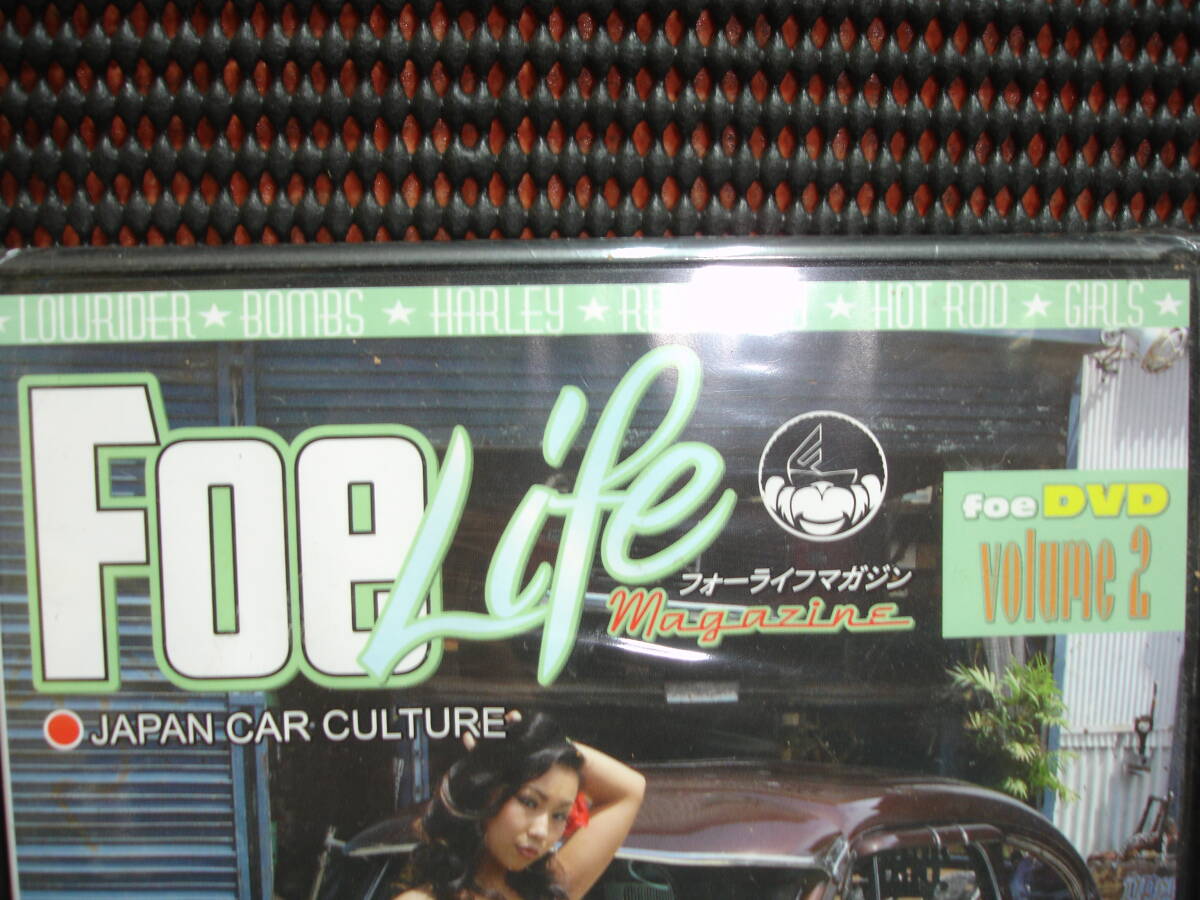 LOWRIDER ★ BOMBS ★ HARLEY ★ ★ HOT ROD ★ GIRLS ★
Foe Life
フォーライフマガジン
Magazine
foe DVD
volume 2
JAPAN CAR CULTURE